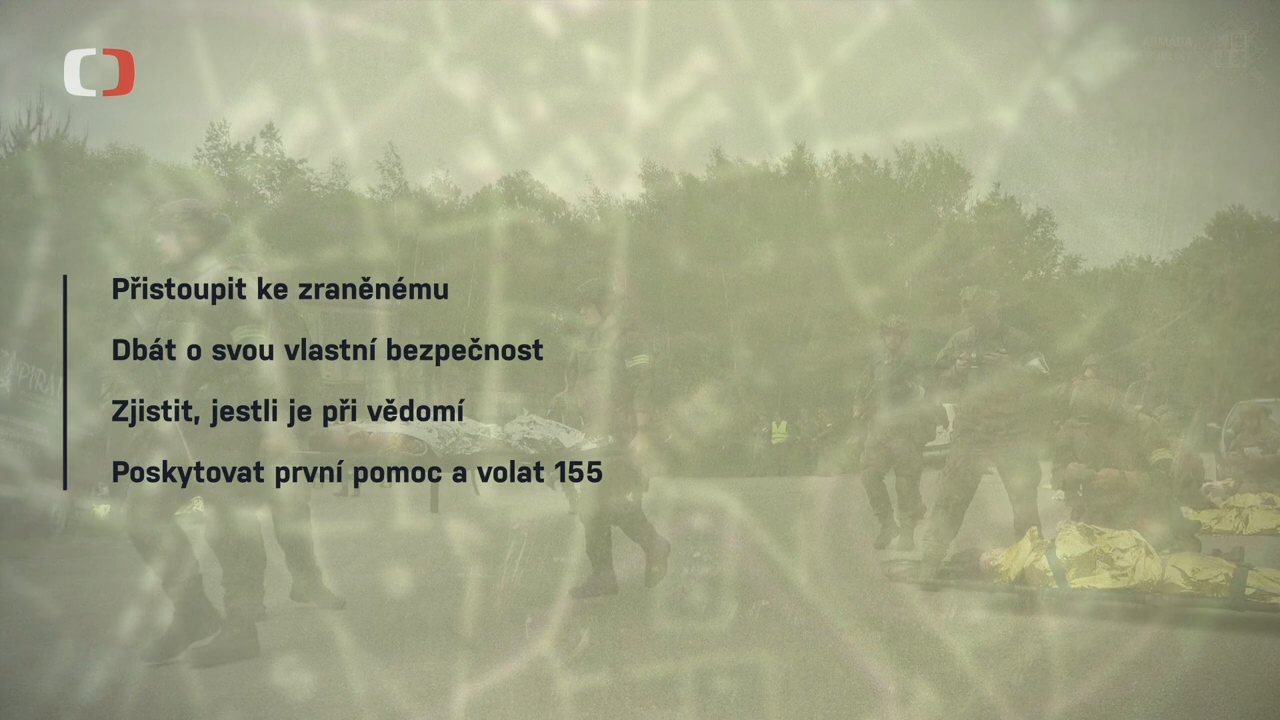 Přistoupit ke zraněnému
Dbát o svou vlastní bezpečnost
Zjistit, jestli je při vědomí
Poskytovat první pomoc a volat 155